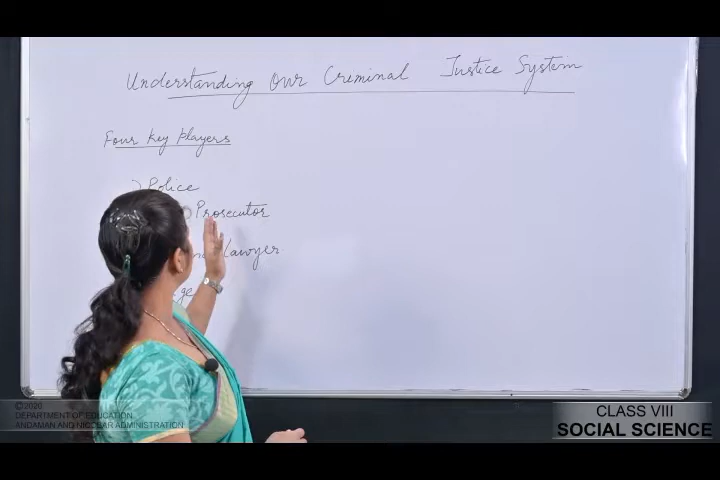 Understanding Our Criminal Justice System
Four Key Players
Police
Prosecutor
Lawyer
©2020
DEPARTMENT OF EDUCATION
ANDAMAN AND NICOBAR ADMINISTRATION
CLASS VIII
SOCIAL SCIENCE